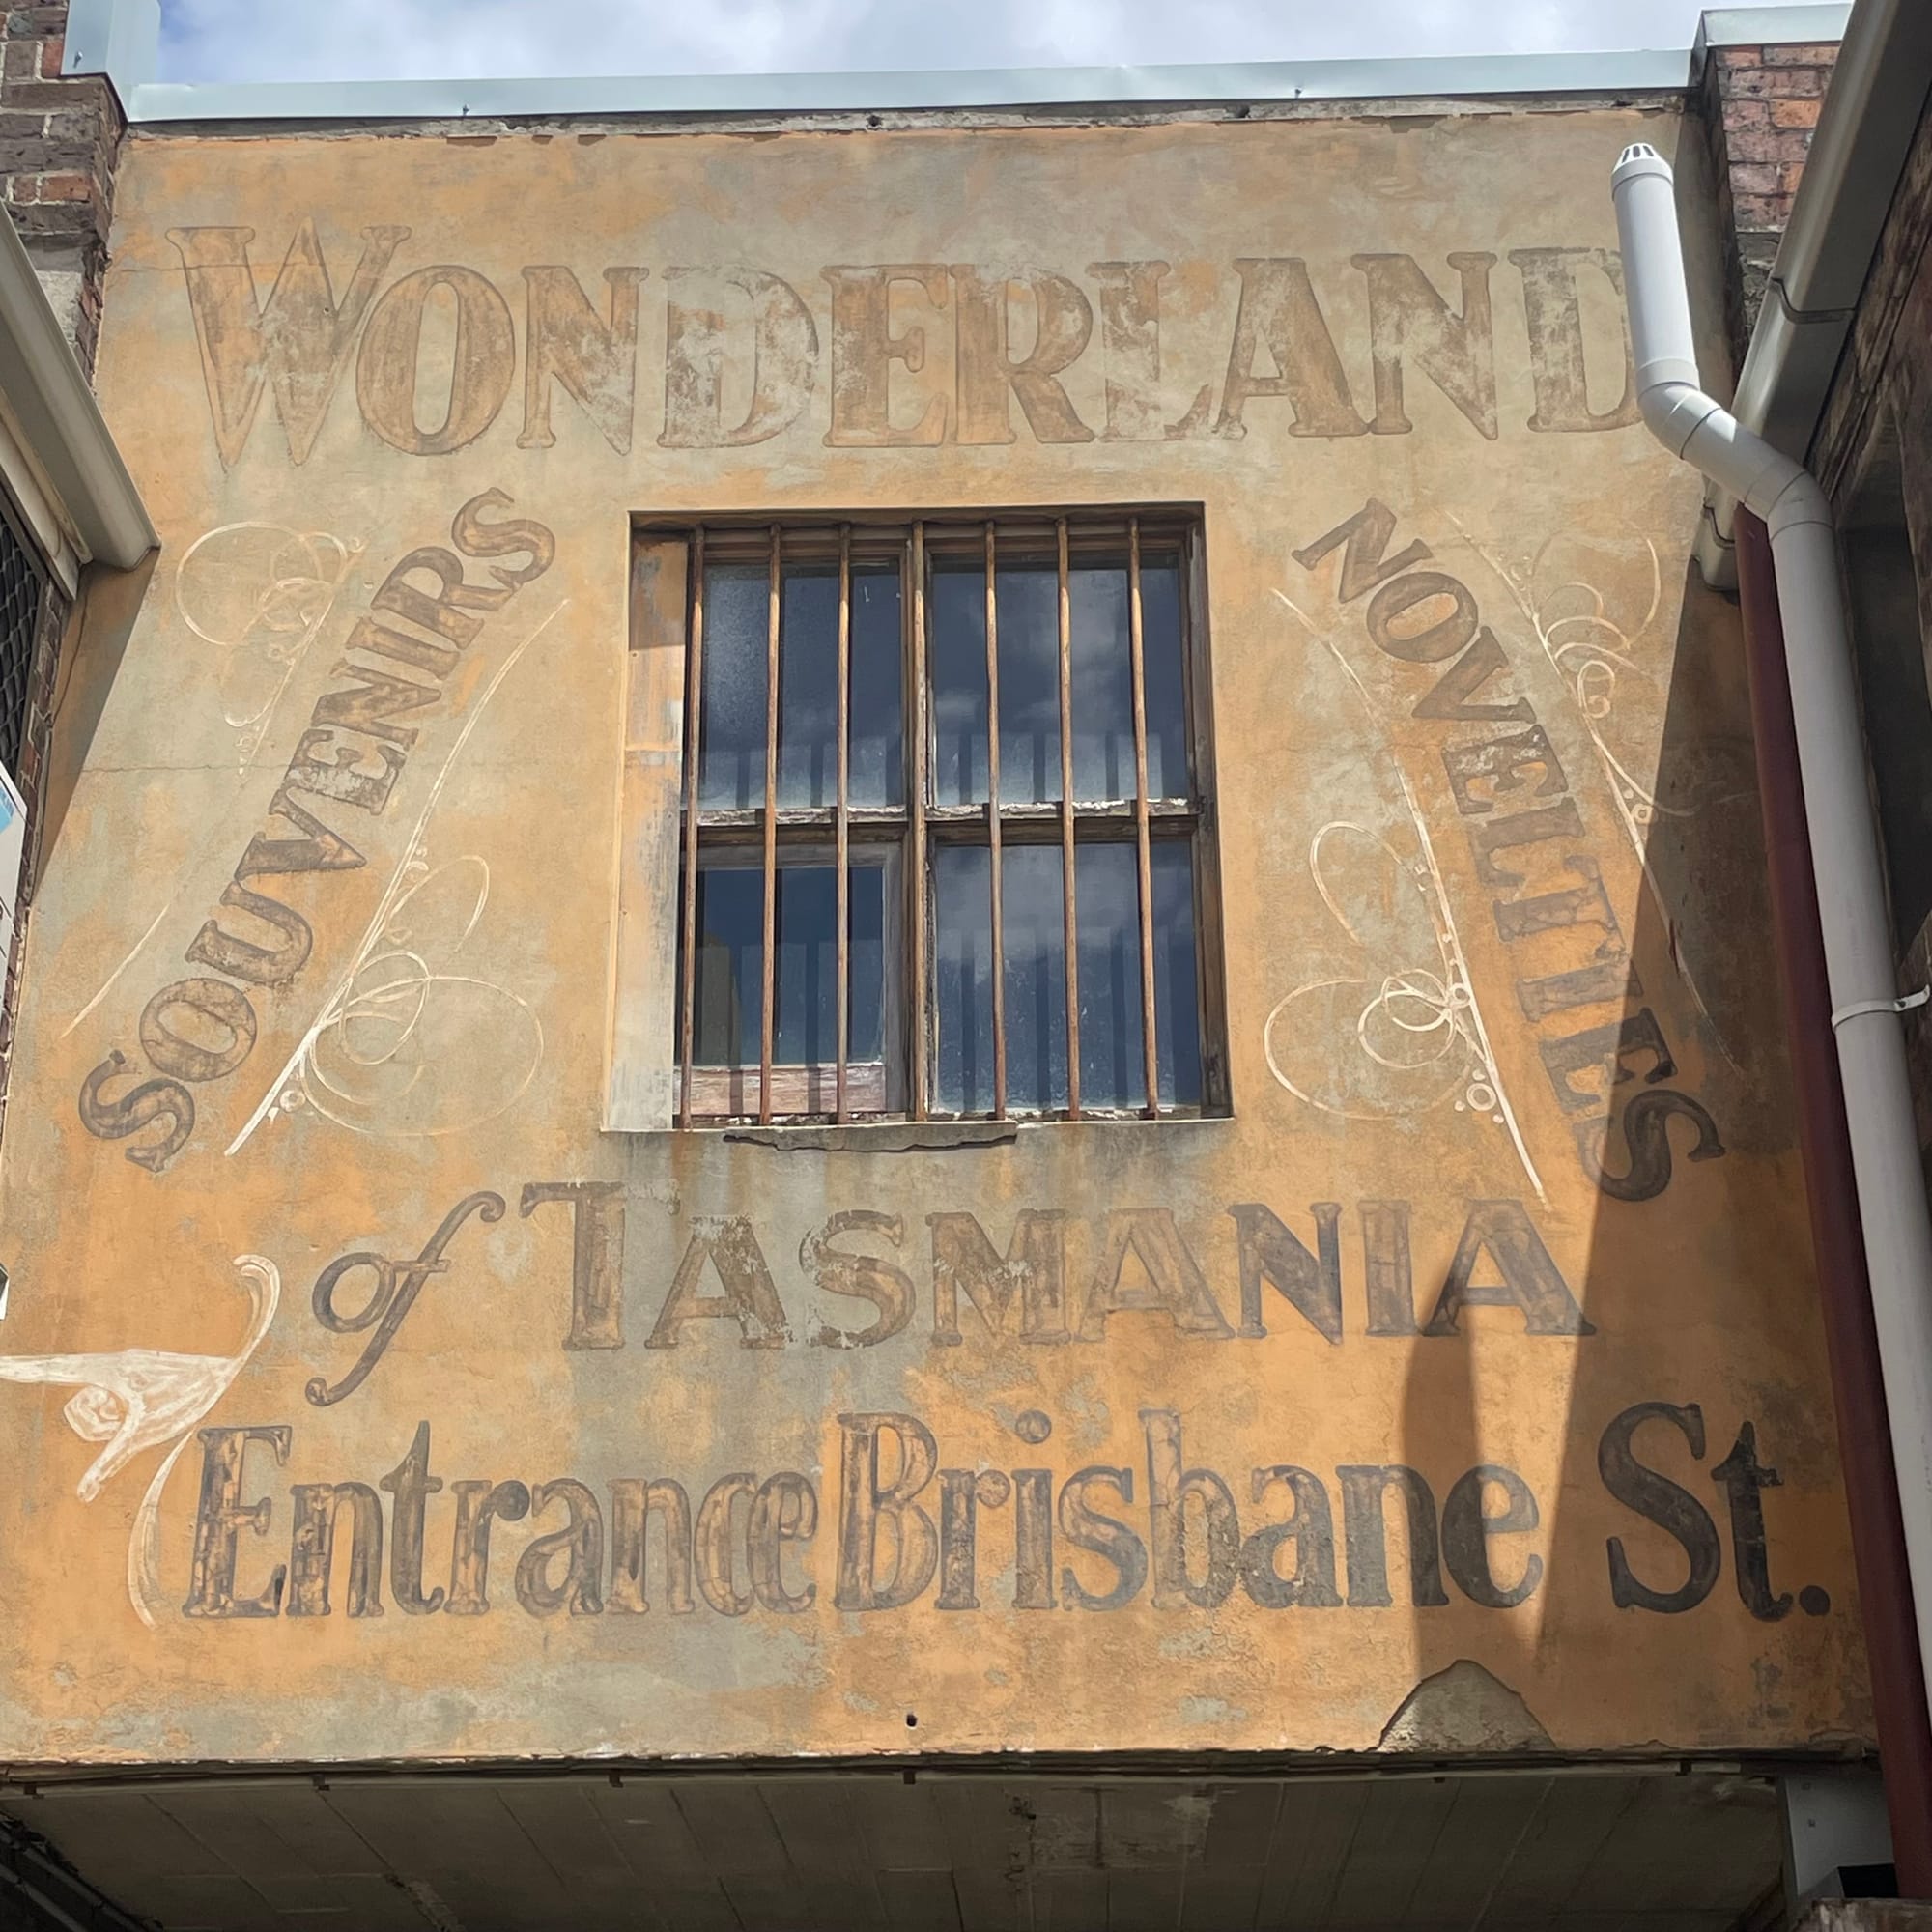 WONDERLAND
SOUVENIRS
NOVELTIES
of TASMANIA
Entrance Brisbane St.